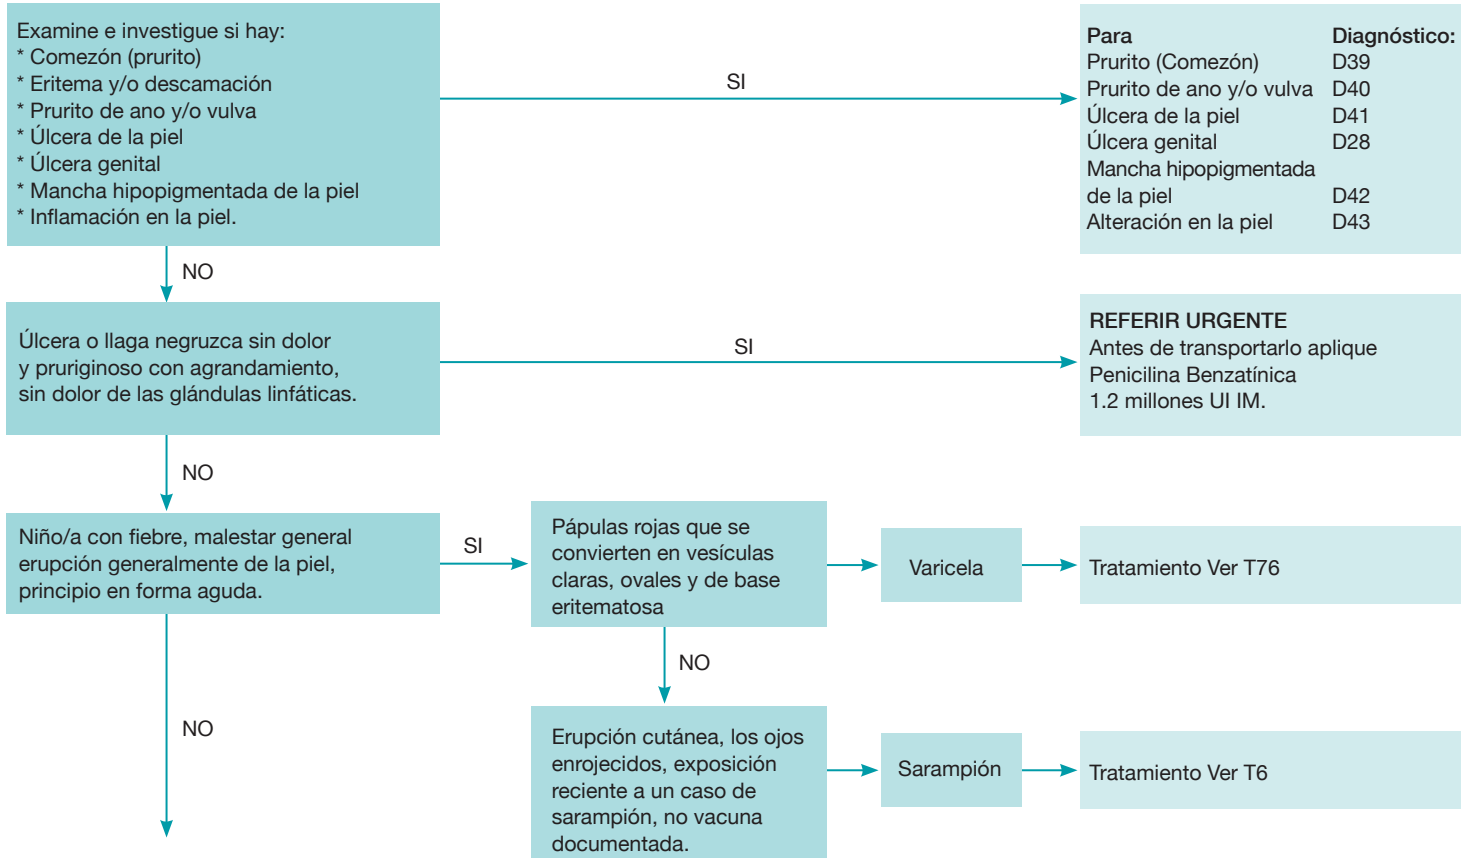 Examine e investigue si hay:
* Comezón (prurito)
* Eritema y/o descamación
* Prurito de ano y/o vulva
* Úlcera de la piel
* Úlcera genital
* Mancha hipopigmentada de la piel
* Inflamación en la piel.
SI
Para Diagnóstico:
Prurito (Comezón) D39
Prurito de ano y/o vulva D40
Úlcera de la piel D41
Úlcera genital D28
Mancha hipopigmentada
de la piel D42
Alteración en la piel D43
NO
Úlcera o llaga negruzca sin dolor
y pruriginoso con agrandamiento,
sin dolor de las glándulas linfáticas.
SI
REFERIR URGENTE
Antes de transportarlo aplique
Penicilina Benzatínica
1.2 millones UI IM.
NO
Niño/a con fiebre, malestar general
erupción generalmente de la piel,
principio en forma aguda.
SI
Pápulas rojas que se
convierten en vesículas
claras, ovales y de base
eritematosa
Varicela
Tratamiento Ver T76
NO
NO
Erupción cutánea, los ojos
enrojecidos, exposición
reciente a un caso de
sarampión, no vacuna
documentada.
Sarampión
Tratamiento Ver T6